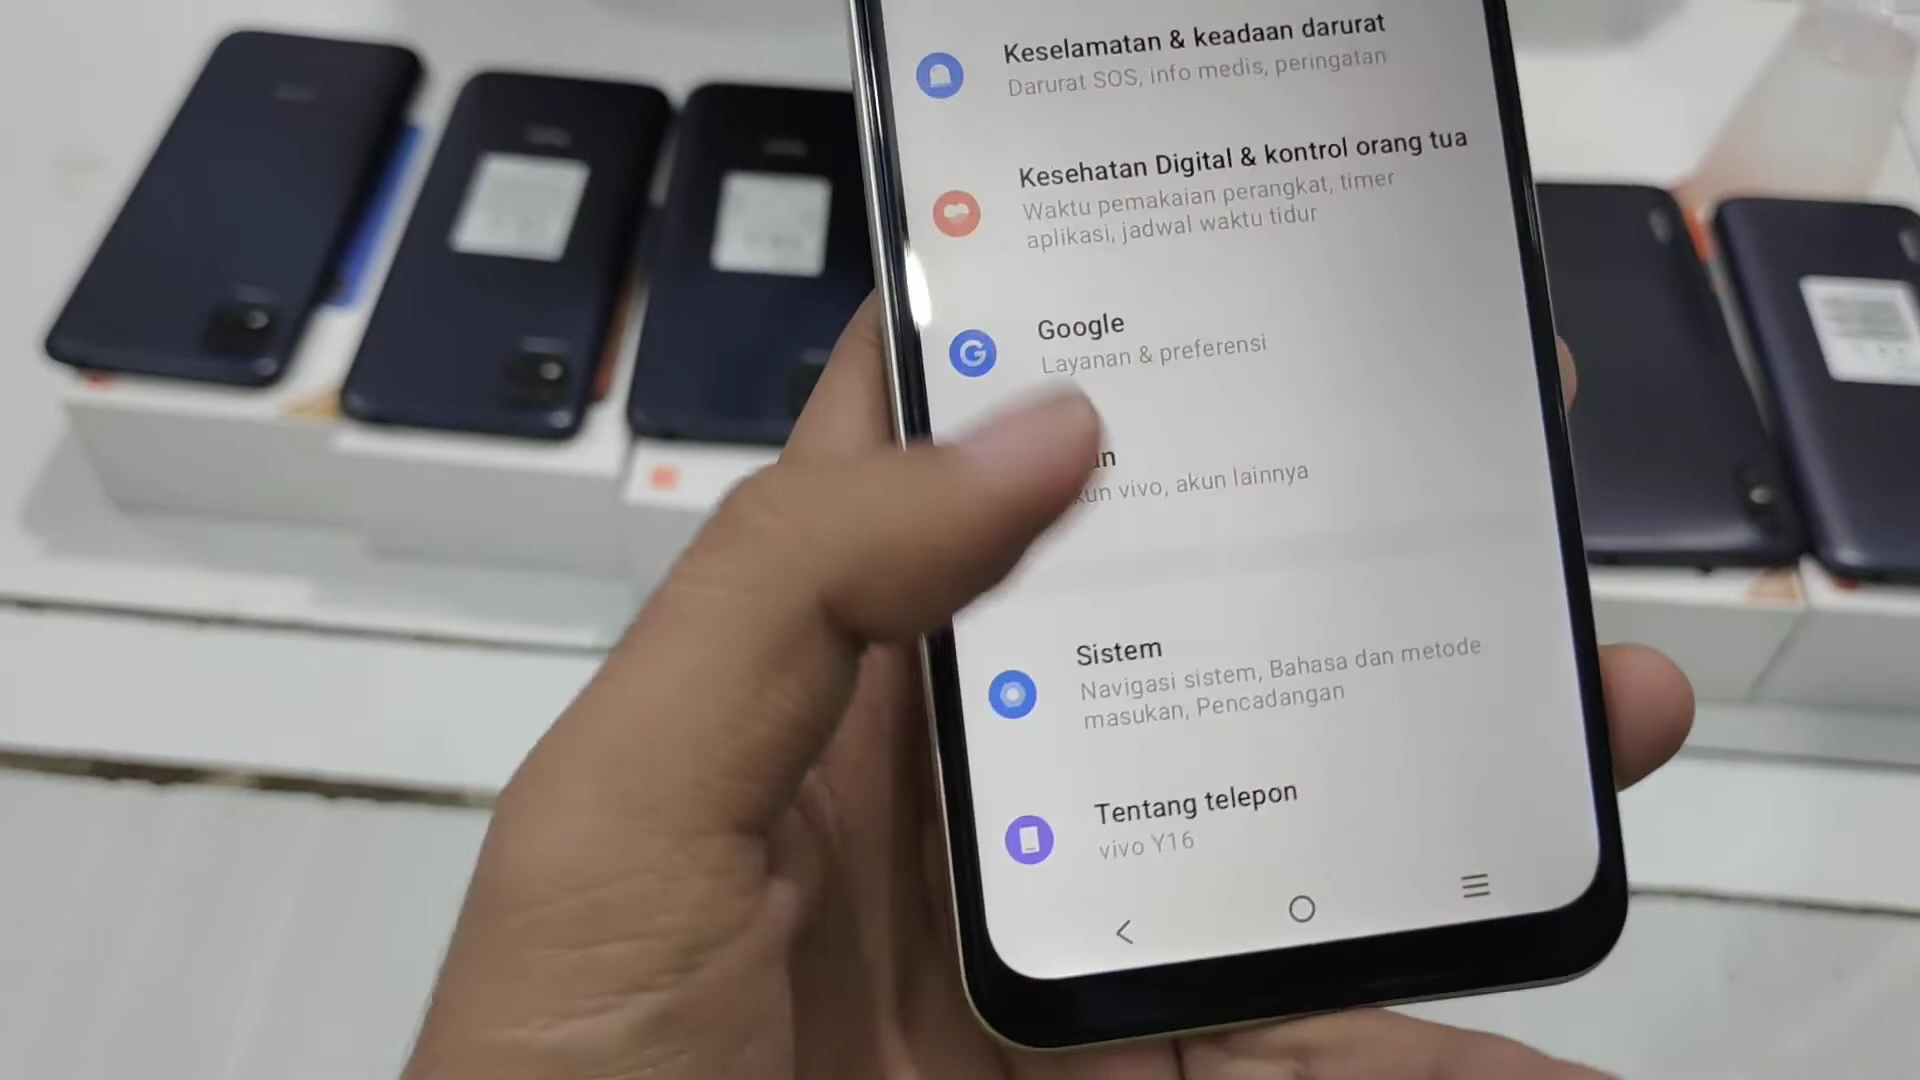 Keselamatan & keadaan darurat
Darurat SOS, info medis, peringatan
Kesehatan Digital & kontrol orang tua
Waktu pemakaian perangkat, timer
aplikasi, jadwal waktu tidur
Google
Layanan & preferensi
vivo, akun lainnya
Sistem
Navigasi sistem, Bahasa dan metode
masukan, Pencadangan
Tentang telepon
vivo Y16